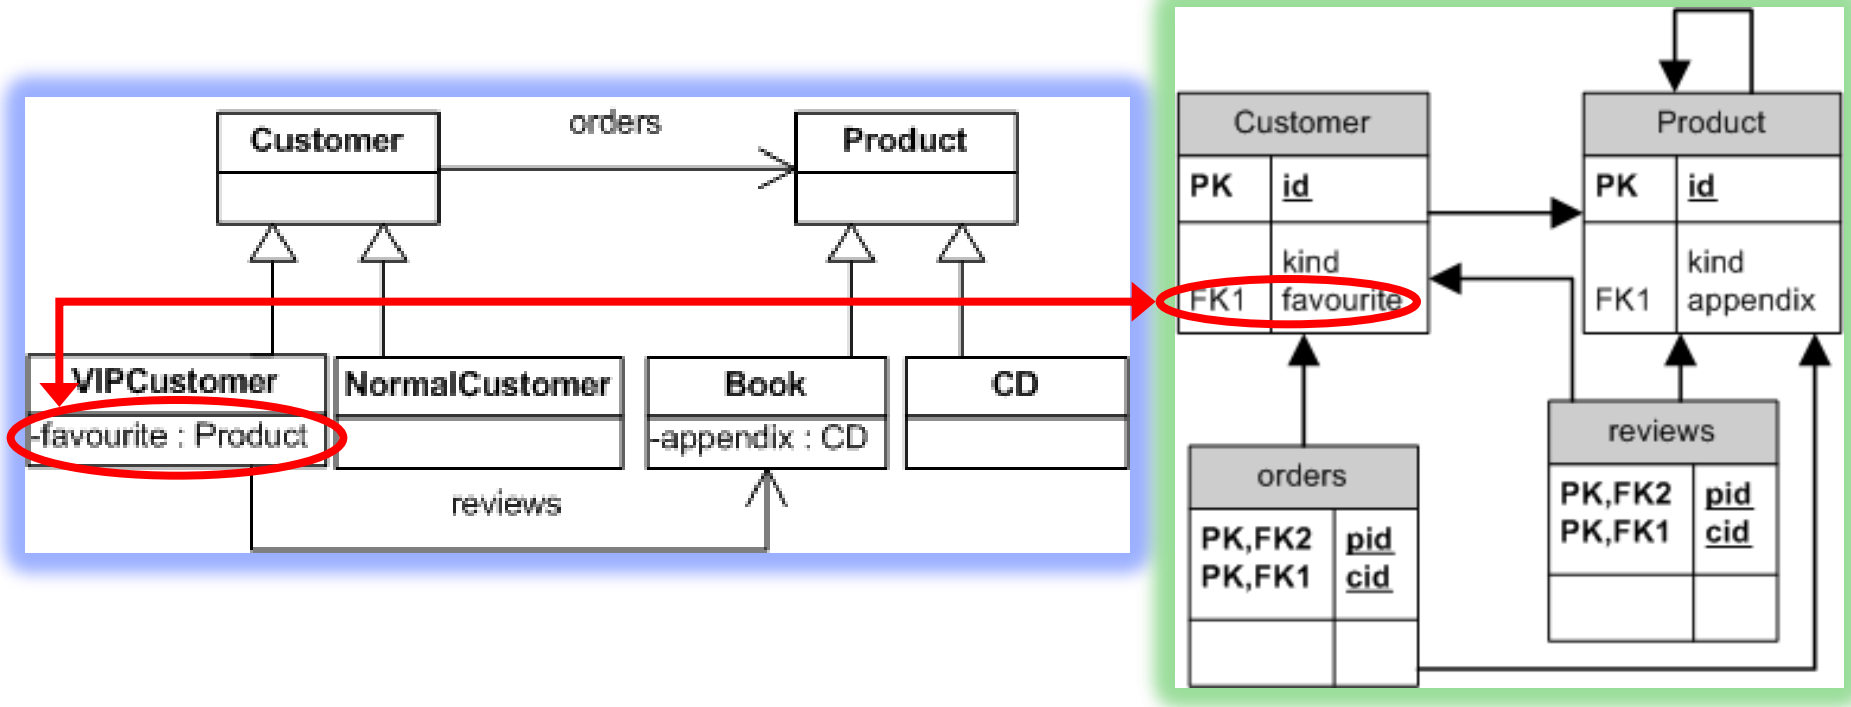 Customer
orders
Product
VIPCustomer
-favourite : Product
NormalCustomer
Book
-appendix : CD
CD
reviews
Customer
PK id
kind
FK1 favourite
Product
PK id
kind
FK1 appendix
orders
PK,FK2 pid
PK,FK1 cid
reviews
PK,FK2 pid
PK,FK1 cid